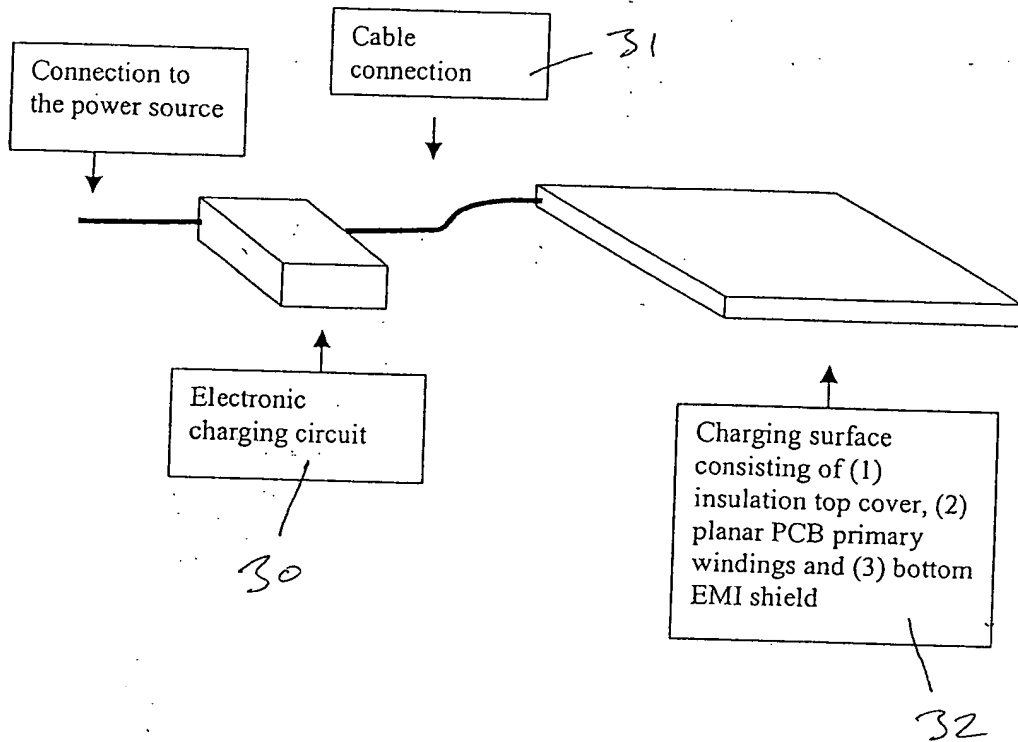 Connection to
the power source
Cable
connection
31
Electronic
charging circuit
30
Charging surface
consisting of (1)
insulation top cover, (2)
planar PCB primary
windings and (3) bottom
EMI shield
32